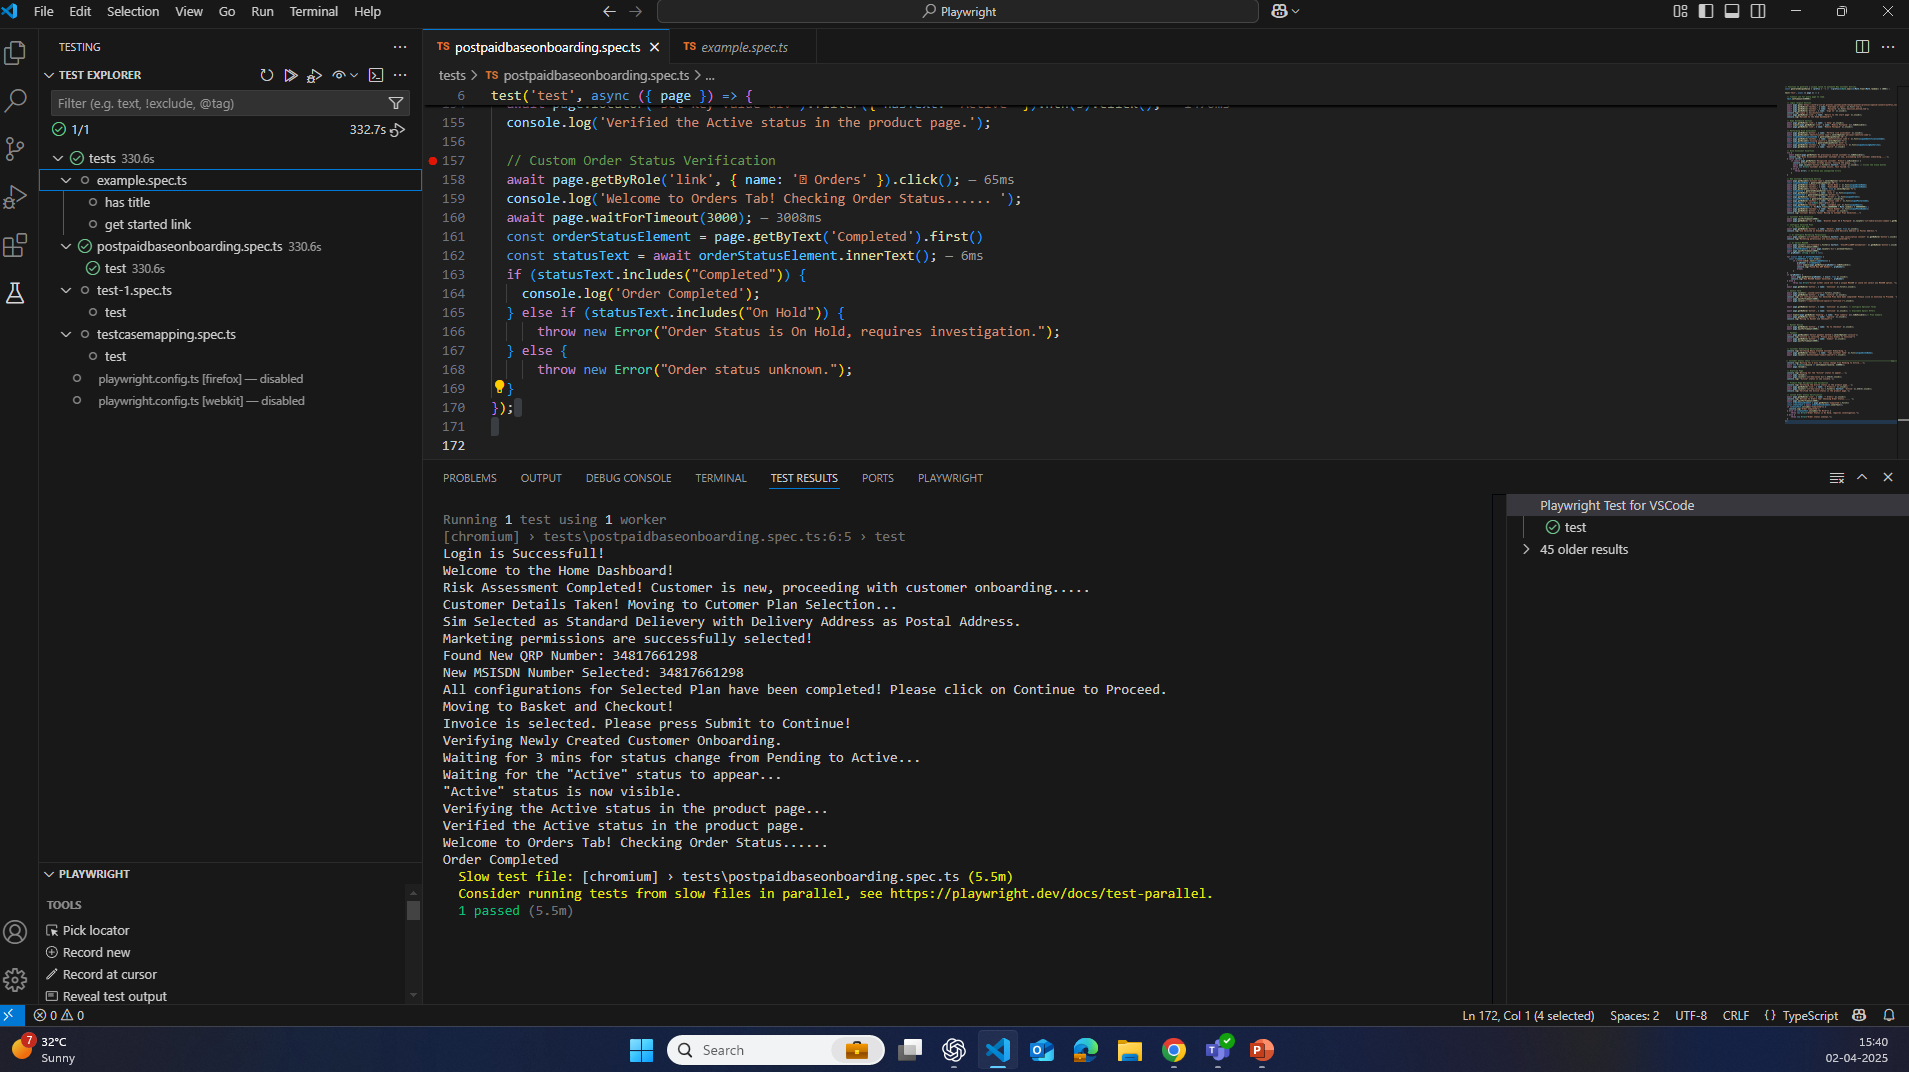 File Edit Selection View Go Run Terminal Help
Playwright
TESTING
TEST EXPLORER
Filter (e.g. text, !exclude, @tag)
1/1 332.7s
tests 330.6s
example.spec.ts
has title
get started link
postpaidbaseonboarding.spec.ts 330.6s
test 330.6s
test-1.spec.ts
test
testcasemapping.spec.ts
test
playwright.config.ts [firefox] — disabled
playwright.config.ts [webkit] — disabled
PLAYWRIGHT
TOOLS
Pick locator
Record new
Record at cursor
Reveal test output
TS postpaidbaseonboarding.spec.ts TS example.spec.ts
tests > TS postpaidbaseonboarding.spec.ts > ...
6 test('test', async ({ page }) => {
155 console.log('Verified the Active status in the product page.');
156
157 // Custom Order Status Verification
158 await page.getByRole('link', { name: ' Orders' }).click(); — 65ms
159 console.log('Welcome to Orders Tab! Checking Order Status...... ');
160 await page.waitForTimeout(3000); — 3008ms
161 const orderStatusElement = page.getByText('Completed').first()
162 const statusText = await orderStatusElement.innerText(); — 6ms
163 if (statusText.includes("Completed")) {
164 console.log('Order Completed');
165 } else if (statusText.includes("On Hold")) {
166 throw new Error("Order Status is On Hold, requires investigation.");
167 } else {
168 throw new Error("Order status unknown.");
169 }
170 });
171
172
PROBLEMS OUTPUT DEBUG CONSOLE TERMINAL TEST RESULTS PORTS PLAYWRIGHT
Running 1 test using 1 worker
[chromium] › tests\postpaidbaseonboarding.spec.ts:6:5 › test
Login is Successfull!
Welcome to the Home Dashboard!
Risk Assessment Completed! Customer is new, proceeding with customer onboarding.....
Customer Details Taken! Moving to Cutomer Plan Selection...
Sim Selected as Standard Delievery with Delivery Address as Postal Address.
Marketing permissions are successfully selected!
Found New QRP Number: 34817661298
New MSISDN Number Selected: 34817661298
All configurations for Selected Plan have been completed! Please click on Continue to Proceed.
Moving to Basket and Checkout!
Invoice is selected. Please press Submit to Continue!
Verifying Newly Created Customer Onboarding.
Waiting for 3 mins for status change from Pending to Active...
Waiting for the "Active" status to appear...
"Active" status is now visible.
Verifying the Active status in the product page...
Verified the Active status in the product page.
Welcome to Orders Tab! Checking Order Status......
Order Completed
Slow test file: [chromium] › tests\postpaidbaseonboarding.spec.ts (5.5m)
Consider running tests from slow files in parallel, see https://playwright.dev/docs/test-parallel.
1 passed (5.5m)
Playwright Test for VSCode
test
45 older results
0 0
Ln 172, Col 1 (4 selected) Spaces: 2 UTF-8 CRLF {} TypeScript
7
32°C
Sunny
Search
15:40
02-04-2025